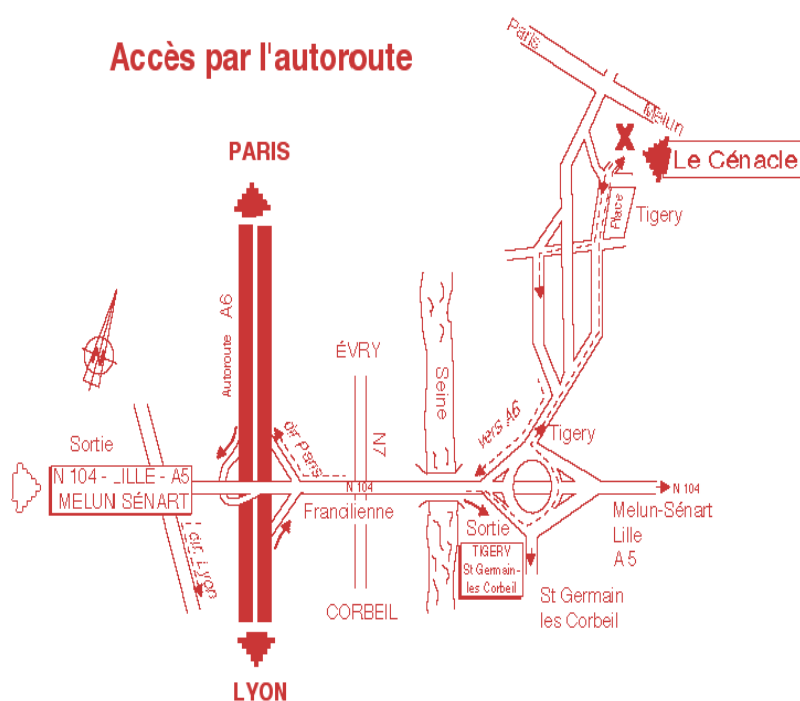 Accès par l'autoroute
Paris
Melun
X
Le Cénacle
PARIS
Place
Tigery
Autoroute A6
N
ÉVRY
Seine
vers A6
Tigery
dir Paris
N7
Sortie
N 104 - LILLE - A5
MELUN SÉNART
N 104
Francilienne
N 104
Melun-Sénart
Lille
A 5
Sortie
TIGERY
St Germain-
les Corbeil
dir. Lyon
CORBEIL
St Germain
les Corbeil
LYON